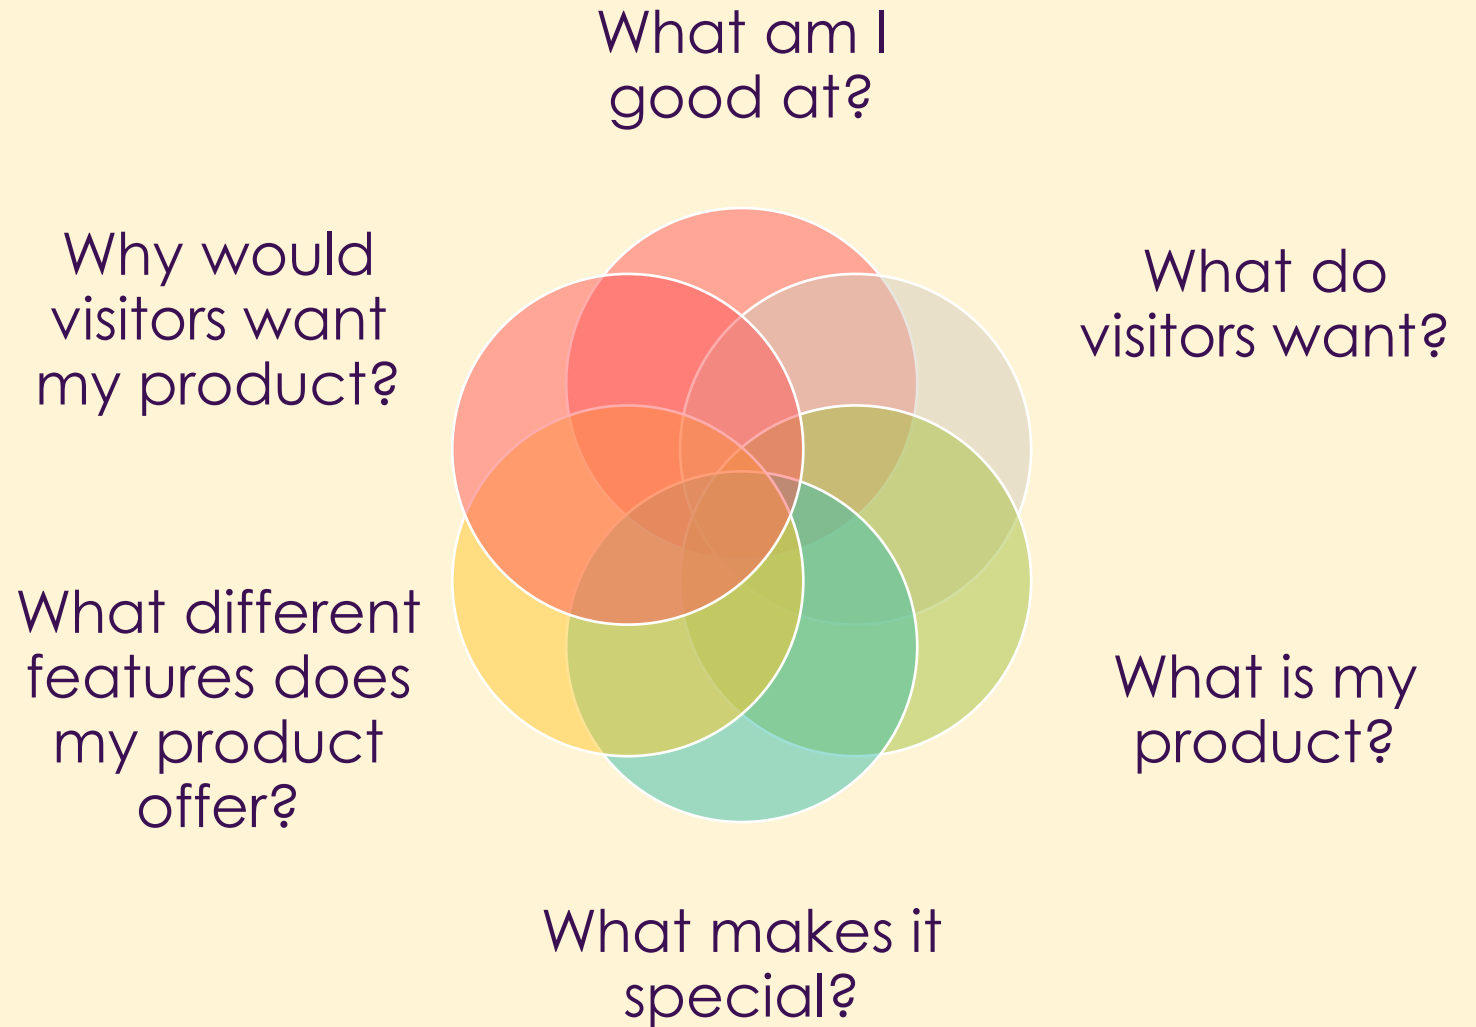 What am I
good at?
What do
visitors want?
What is my
product?
What makes it
special?
What different
features does
my product
offer?
Why would
visitors want
my product?